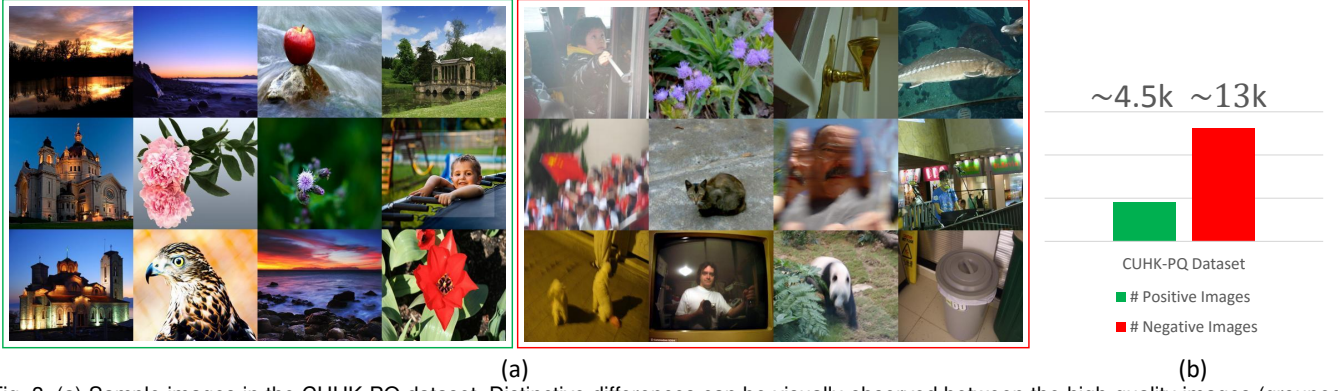 ~4.5k ~13k
CUHK-PQ Dataset
# Positive Images
# Negative Images
(a) (b)
Fig. 8. (a) Sample images in the CUHK-PQ dataset. Distinctive differences can be visually observed between the high-quality images (grouped